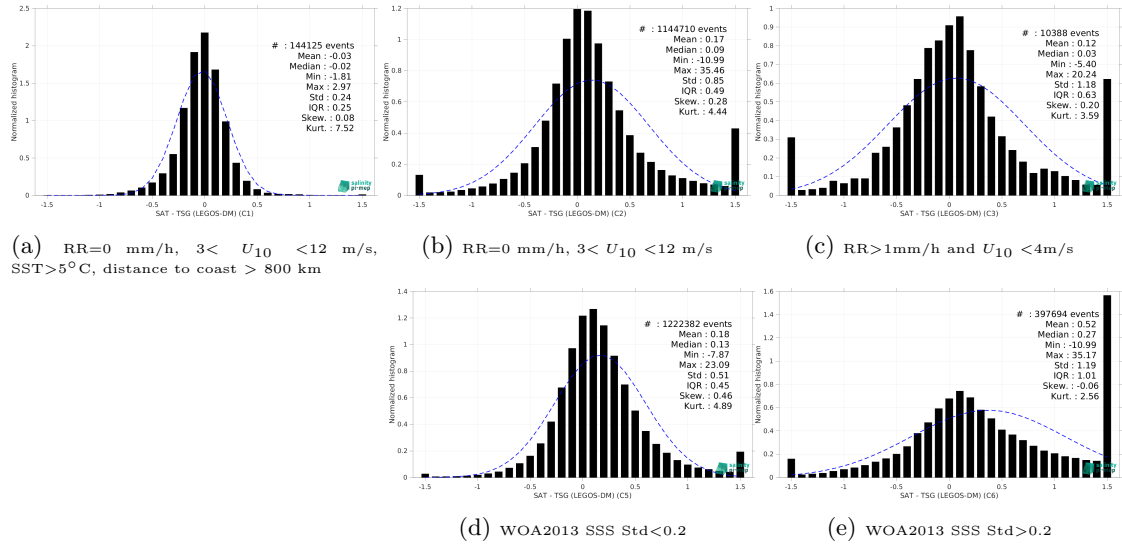 Normalized histogram
2.5
2
1.5
1
0.5
0
-1.5 -1 -0.5 0 0.5 1 1.5
SAT - TSG (LEGOS-DM) (C1)
# : 144125 events
Mean : -0.03
Median : -0.02
Min : -1.81
Max : 2.97
Std : 0.24
IQR : 0.25
Skew. : 0.08
Kurt. : 7.52
salinity
pi-mep
(a) RR=0 mm/h, 3< U10 <12 m/s,
SST>5°C, distance to coast > 800 km
Normalized histogram
1.2
1
0.8
0.6
0.4
0.2
0
-1.5 -1 -0.5 0 0.5 1 1.5
SAT - TSG (LEGOS-DM) (C2)
# : 1144710 events
Mean : 0.17
Median : 0.09
Min : -10.99
Max : 35.46
Std : 0.85
IQR : 0.49
Skew. : 0.28
Kurt. : 4.44
salinity
(b) RR=0 mm/h, 3< U10 <12 m/s
Normalized histogram
1
0.9
0.8
0.7
0.6
0.5
0.4
0.3
0.2
0.1
0
-1.5 -1 -0.5 0 0.5 1 1.5
SAT - TSG (LEGOS-DM) (C3)
# : 10388 events
Mean : 0.12
Median : 0.03
Min : -5.40
Max : 20.24
Std : 1.18
IQR : 0.63
Skew. : 0.20
Kurt. : 3.59
(c) RR>1mm/h and U10 <4m/s
Normalized histogram
1.4
1.2
1
0.8
0.6
0.4
0.2
0
-1.5 -1 -0.5 0 0.5 1 1.5
SAT - TSG (LEGOS-DM) (C5)
# : 1222382 events
Mean : 0.18
Median : 0.13
Min : -7.87
Max : 23.09
Std : 0.51
IQR : 0.45
Skew. : 0.46
Kurt. : 4.89
(d) WOA2013 SSS Std<0.2
Normalized histogram
1.6
1.4
1.2
1
0.8
0.6
0.4
0.2
0
-1.5 -1 -0.5 0 0.5 1 1.5
SAT - TSG (LEGOS-DM) (C6)
# : 397694 events
Mean : 0.52
Median : 0.27
Min : -10.99
Max : 35.17
Std : 1.19
IQR : 1.01
Skew. : -0.06
Kurt. : 2.56
(e) WOA2013 SSS Std>0.2